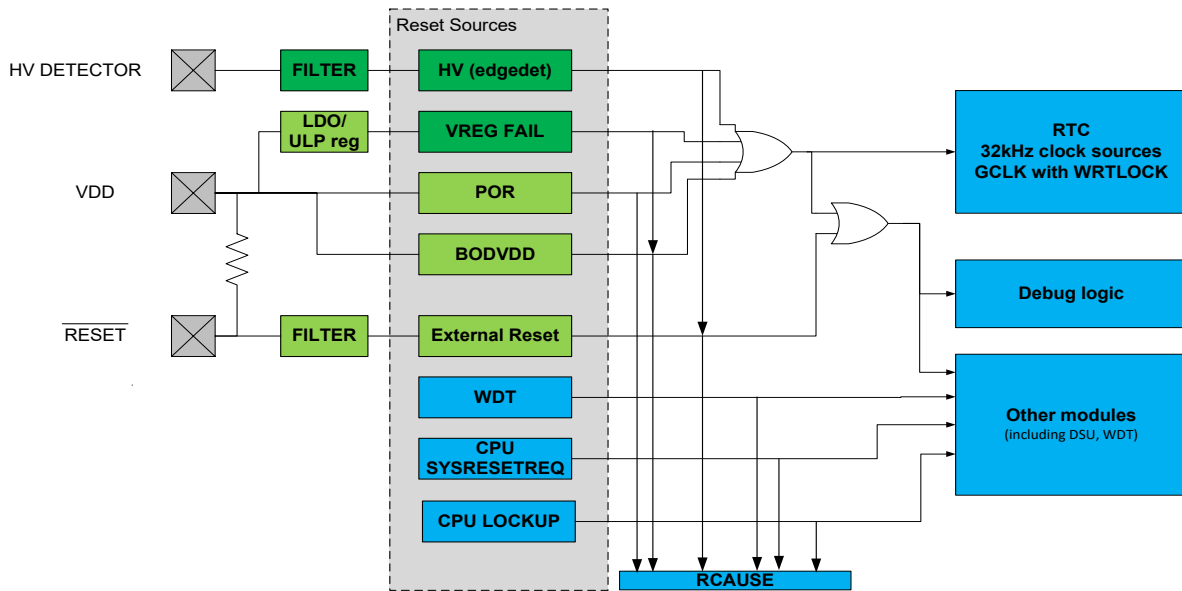 Reset Sources
HV DETECTOR
FILTER
HV (edgedet)
LDO/
ULP reg
VREG FAIL
RTC
32kHz clock sources
GCLK with WRTLOCK
VDD
POR
BODVDD
Debug logic
RESET
FILTER
External Reset
WDT
Other modules
(including DSU, WDT)
CPU
SYSRESETREQ
CPU LOCKUP
RCAUSE